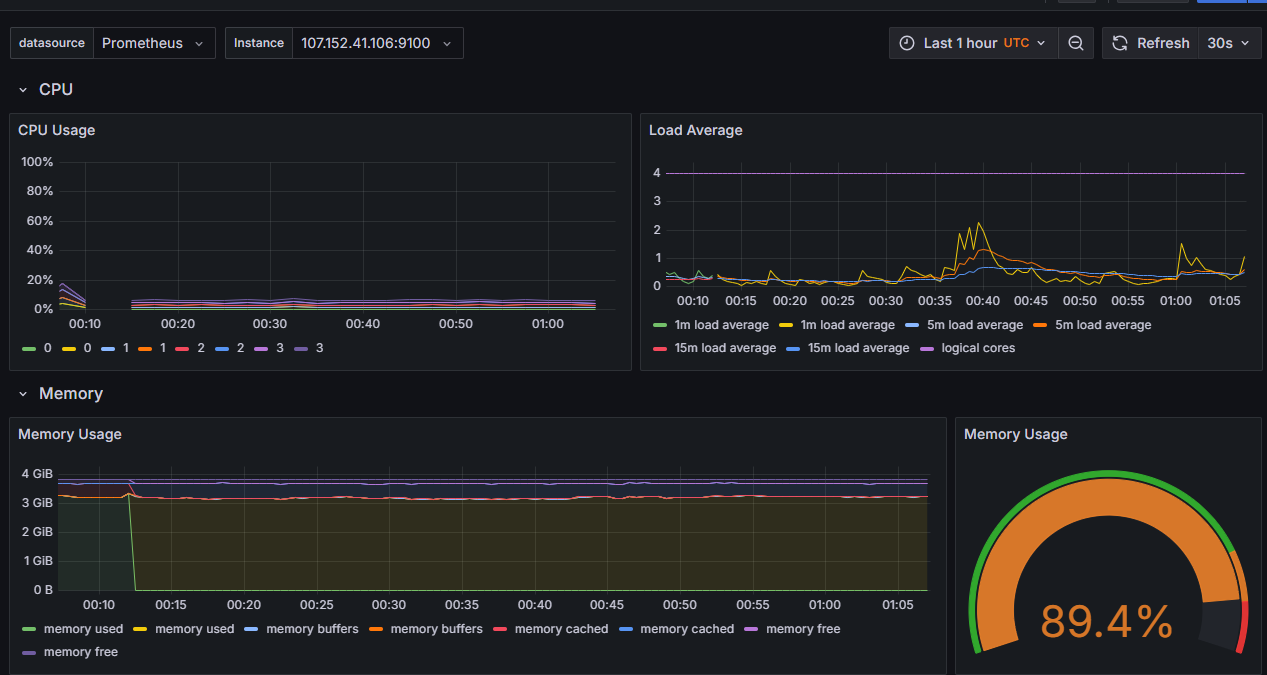 datasource Prometheus Instance 107.152.41.106:9100 Last 1 hour UTC Refresh 30s
CPU
CPU Usage
100%
80%
60%
40%
20%
0%
00:10 00:20 00:30 00:40 00:50 01:00
0 0 1 1 2 2 3 3
Load Average
4
3
2
1
0
00:10 00:15 00:20 00:25 00:30 00:35 00:40 00:45 00:50 00:55 01:00 01:05
1m load average 1m load average 5m load average 5m load average
15m load average 15m load average logical cores
Memory
Memory Usage
4 GiB
3 GiB
2 GiB
1 GiB
0 B
00:10 00:15 00:20 00:25 00:30 00:35 00:40 00:45 00:50 00:55 01:00 01:05
memory used memory used memory buffers memory buffers memory cached memory cached memory free
memory free
Memory Usage
89.4%